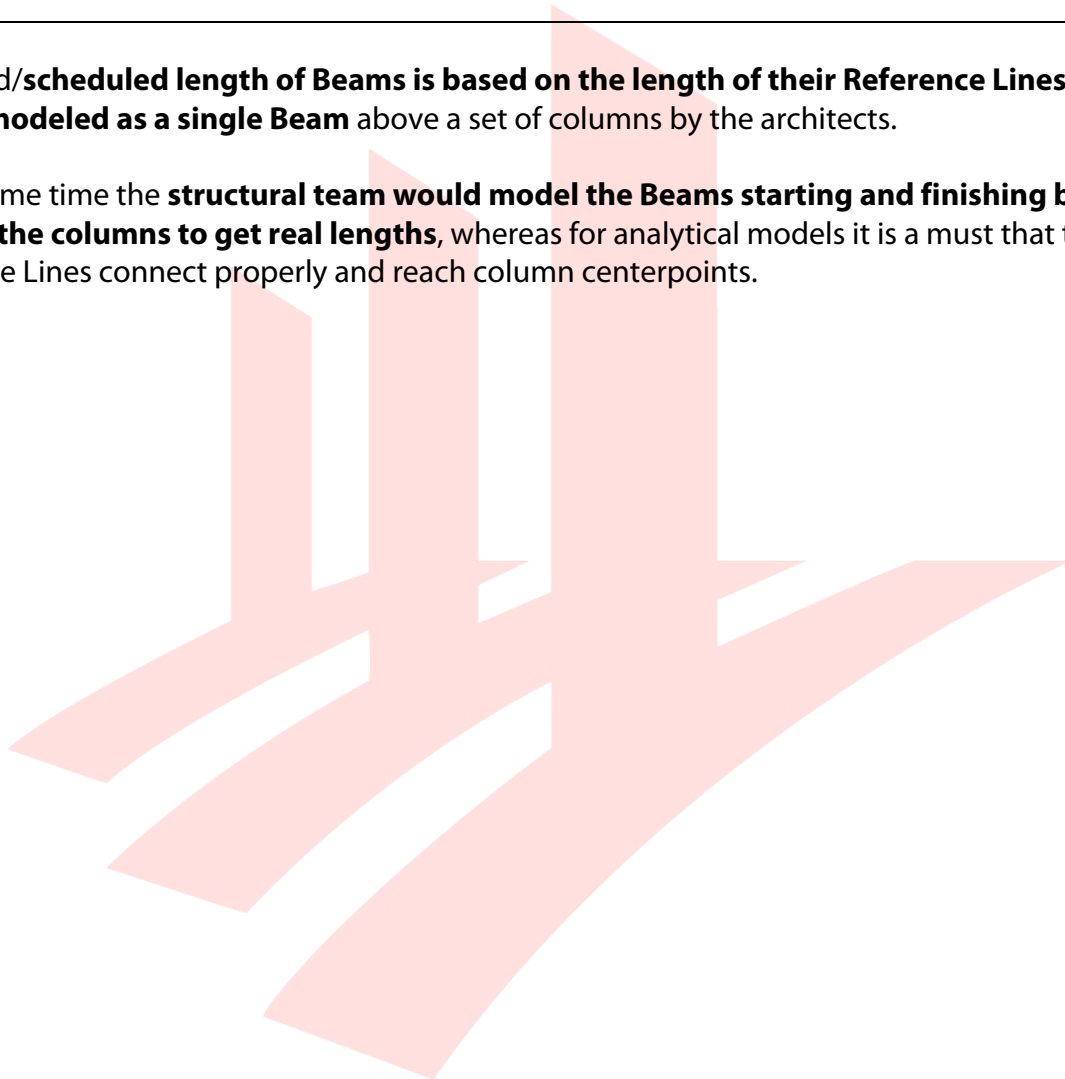 d/scheduled length of Beams is based on the length of their Reference Lines
modeled as a single Beam above a set of columns by the architects.
me time the structural team would model the Beams starting and finishing b
the columns to get real lengths, whereas for analytical models it is a must that t
e Lines connect properly and reach column centerpoints.